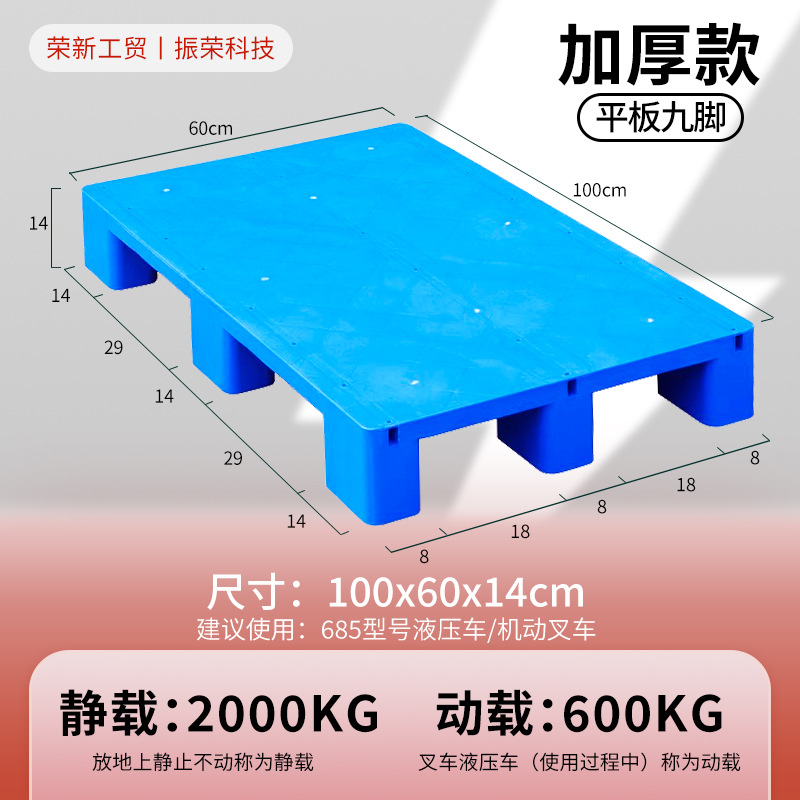 荣新工贸丨振荣科技
加厚款
平板九脚
60cm
100cm
14
14
29
14
29
14
8
18
8
18
8
尺寸：100x60x14cm
建议使用：685型号液压车/机动叉车
静载:2000KG
放地上静止不动称为静载
动载:600KG
叉车液压车（使用过程中）称为动载